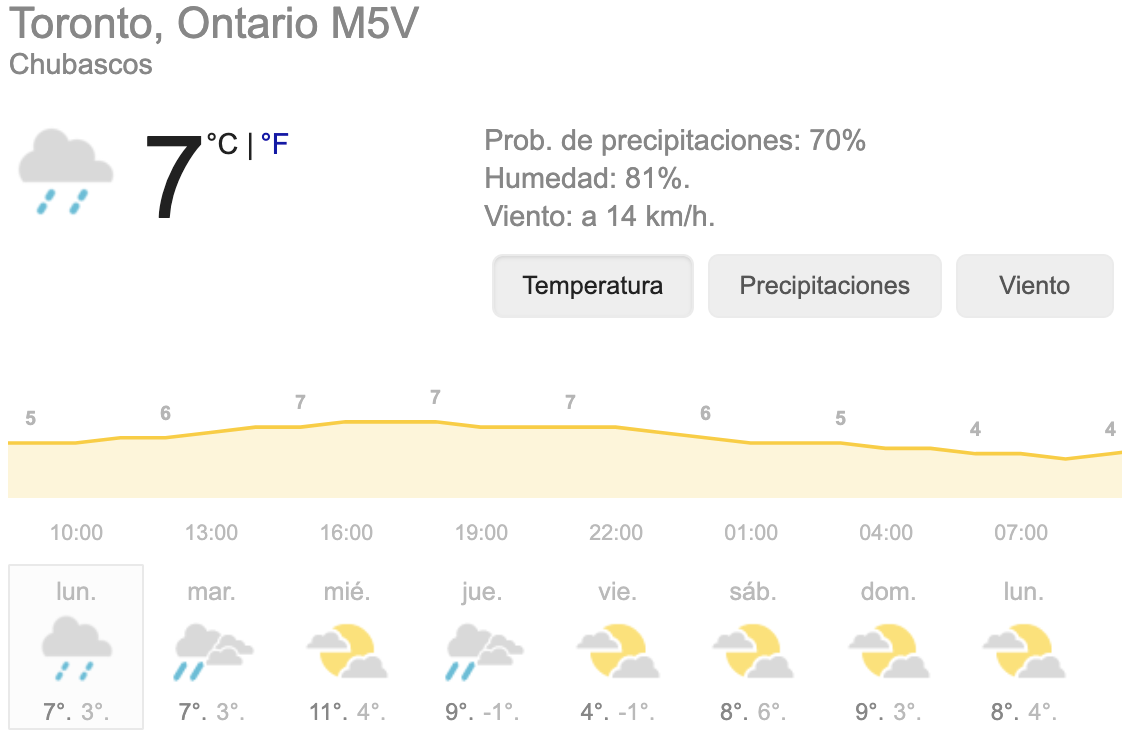 Toronto, Ontario M5V
Chubascos
7 °C | °F
Prob. de precipitaciones: 70%
Humedad: 81%.
Viento: a 14 km/h.
Temperatura Precipitaciones Viento
5 6 7 7 7 6 5 4 4
10:00 13:00 16:00 19:00 22:00 01:00 04:00 07:00
lun. mar. mié. jue. vie. sáb. dom. lun.
7°. 3°. 7°. 3°. 11°. 4°. 9°. -1°. 4°. -1°. 8°. 6°. 9°. 3°. 8°. 4°.